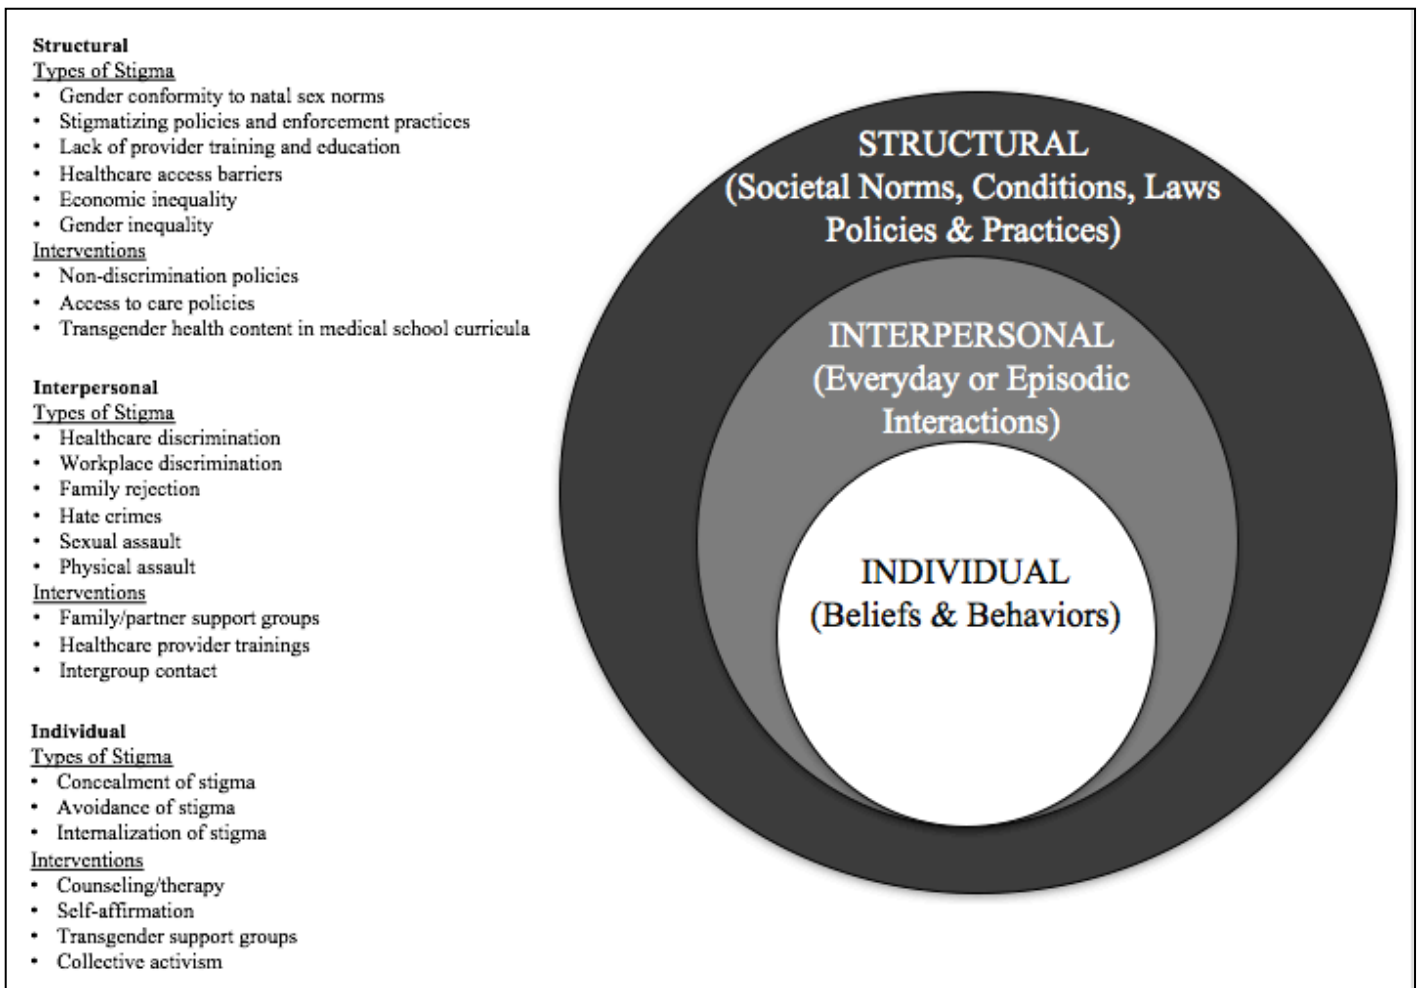 Structural
Types of Stigma
• Gender conformity to natal sex norms
• Stigmatizing policies and enforcement practices
• Lack of provider training and education
• Healthcare access barriers
• Economic inequality
• Gender inequality
Interventions
• Non-discrimination policies
• Access to care policies
• Transgender health content in medical school curricula
Interpersonal
Types of Stigma
• Healthcare discrimination
• Workplace discrimination
• Family rejection
• Hate crimes
• Sexual assault
• Physical assault
Interventions
• Family/partner support groups
• Healthcare provider trainings
• Intergroup contact
Individual
Types of Stigma
• Concealment of stigma
• Avoidance of stigma
• Internalization of stigma
Interventions
• Counseling/therapy
• Self-affirmation
• Transgender support groups
• Collective activism
STRUCTURAL
(Societal Norms, Conditions, Laws
Policies & Practices)
INTERPERSONAL
(Everyday or Episodic
Interactions)
INDIVIDUAL
(Beliefs & Behaviors)